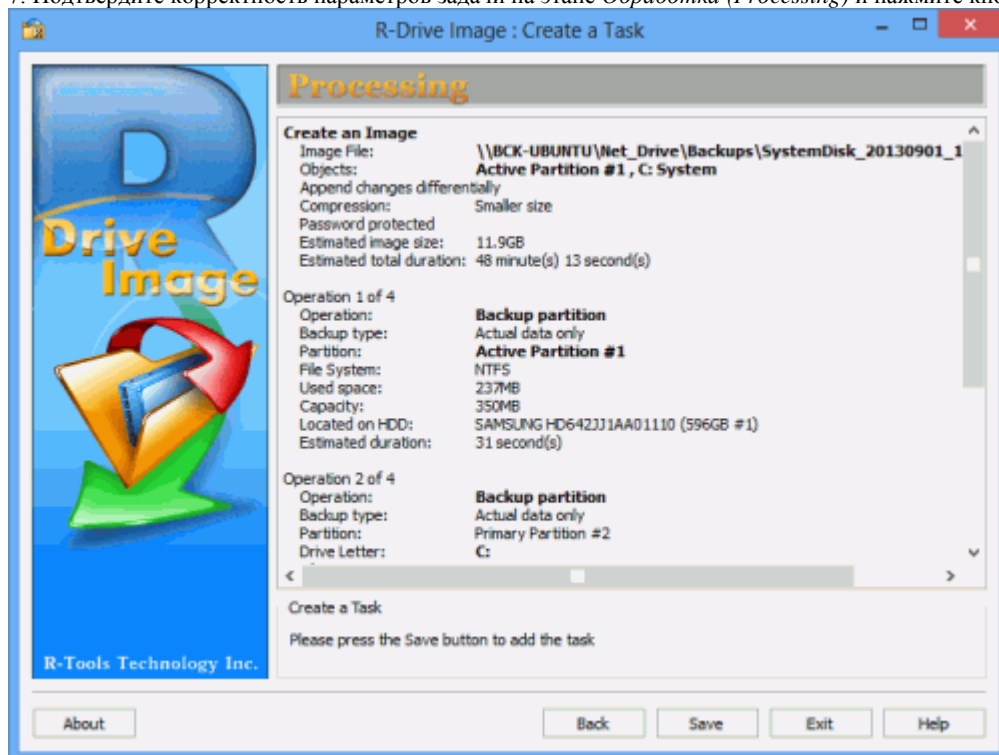 7. Подтвердите корректность параметров задачи на этапе Обработка (Processing) и нажмите кно
R-Drive Image : Create a Task
Processing
Create an Image
Image File: \\BCK-UBUNTU\Net_Drive\Backups\SystemDisk_20130901_1
Objects: Active Partition #1 , C: System
Append changes differentially
Compression: Smaller size
Password protected
Estimated image size: 11.9GB
Estimated total duration: 48 minute(s) 13 second(s)
Operation 1 of 4
Operation: Backup partition
Backup type: Actual data only
Partition: Active Partition #1
File System: NTFS
Used space: 237MB
Capacity: 350MB
Located on HDD: SAMSUNG HD642JJ1AA01110 (596GB #1)
Estimated duration: 31 second(s)
Operation 2 of 4
Operation: Backup partition
Backup type: Actual data only
Partition: Primary Partition #2
Drive Letter: C:
Create a Task
Please press the Save button to add the task
R
Drive
Image
R-Tools Technology Inc.
About
Back
Save
Exit
Help